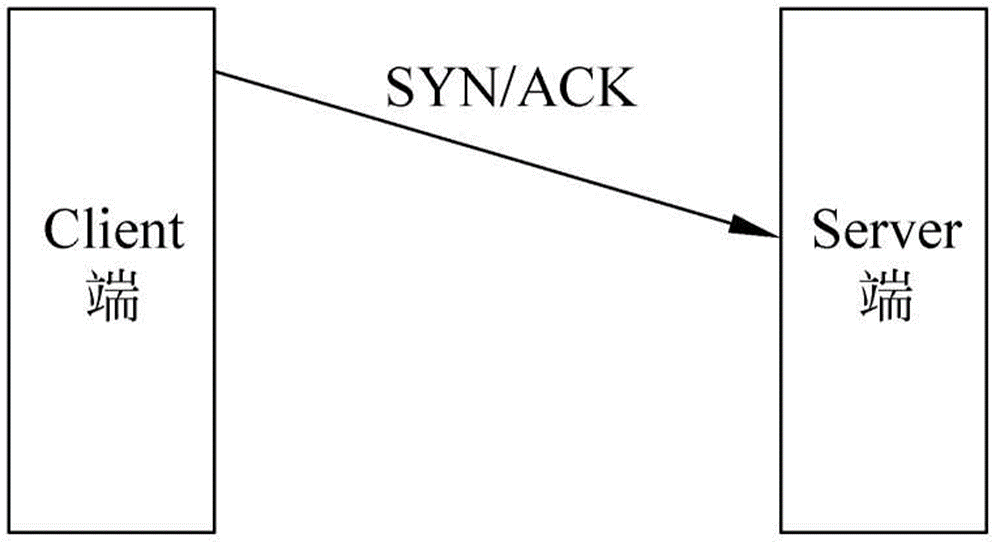 SYN/ACK
Client
端
Server
端